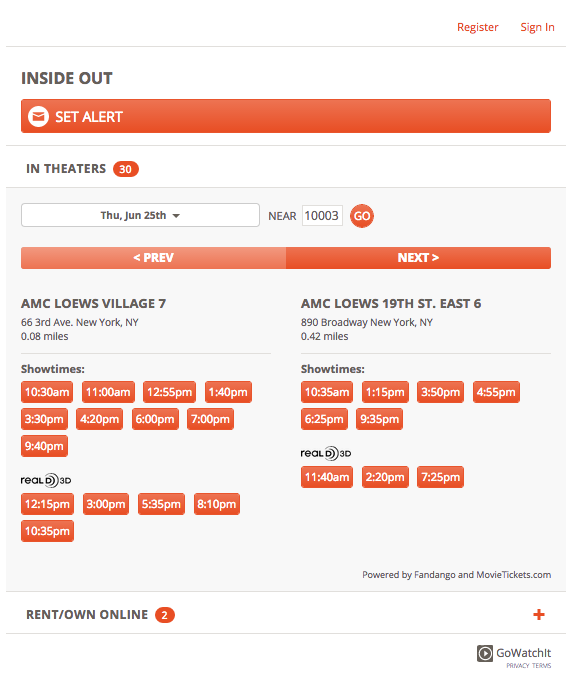 Register Sign In
INSIDE OUT
SET ALERT
IN THEATERS 30
Thu, Jun 25th NEAR 10003 GO
< PREV NEXT >
AMC LOEWS VILLAGE 7
66 3rd Ave. New York, NY
0.08 miles
Showtimes:
10:30am 11:00am 12:55pm 1:40pm
3:30pm 4:20pm 6:00pm 7:00pm
9:40pm
REAL D 3D
12:15pm 3:00pm 5:35pm 8:10pm
10:35pm
AMC LOEWS 19TH ST. EAST 6
890 Broadway New York, NY
0.42 miles
Showtimes:
10:35am 1:15pm 3:50pm 4:55pm
6:25pm 9:35pm
REAL D 3D
11:40am 2:20pm 7:25pm
Powered by Fandango and MovieTickets.com
RENT/OWN ONLINE 2 +
GoWatchIt
PRIVACY TERMS